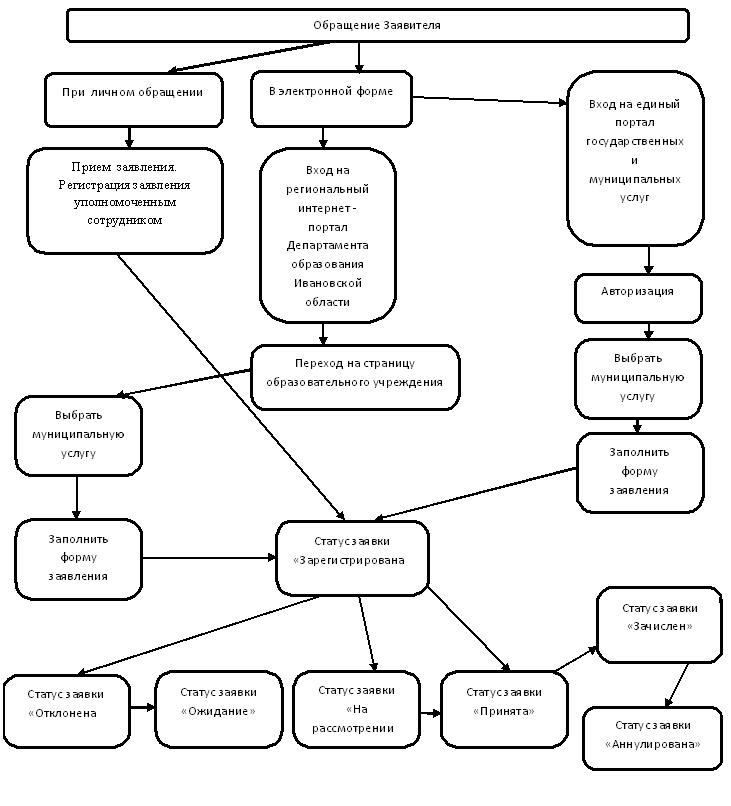 Обращение Заявителя
При личном обращении
В электронной форме
Вход на единый
портал
государственных
и
муниципальных
услуг
Прием заявления.
Регистрация заявления
уполномоченным
сотрудником
Вход на
региональный
интернет -
портал
Департамента
образования
Ивановской
области
Авторизация
Переход на страницу
образовательного учреждения
Выбрать
муниципальную
услугу
Выбрать
муниципальную
услугу
Заполнить
форму
заявления
Заполнить
форму
заявления
Статус заявки
«Зарегистрирована
Статус заявки
«Зачислен»
Статус заявки
«Отклонена
Статус заявки
«Ожидание»
Статус заявки
«На
рассмотрении
Статус заявки
«Принята»
Статус заявки
«Аннулирована»